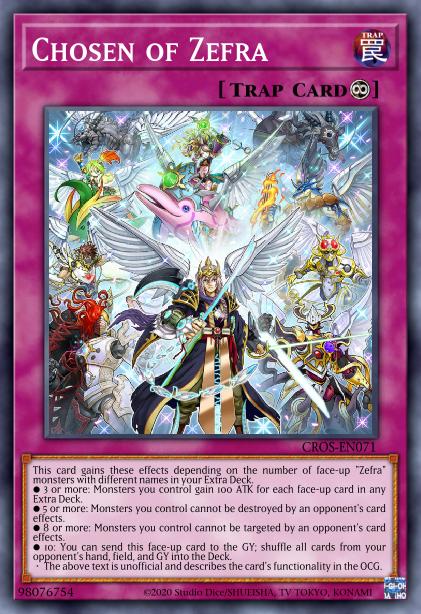 CHOSEN OF ZEFRA
TRAP
罠
[TRAP CARD ]
CROS-EN071
This card gains these effects depending on the number of face-up "Zefra"
monsters with different names in your Extra Deck.
● 3 or more: Monsters you control gain 100 ATK for each face-up card in any
Extra Deck.
● 5 or more: Monsters you control cannot be destroyed by an opponent's card
effects.
● 8 or more: Monsters you control cannot be targeted by an opponent's card
effects.
● 10: You can send this face-up card to the GY; shuffle all cards from your
opponent's hand, field, and GY into the Deck.
· The above text is unofficial and describes the card's functionality in the OCG.
98076754
©2020 Studio Dice/SHUEISHA, TV TOKYO, KONAMI